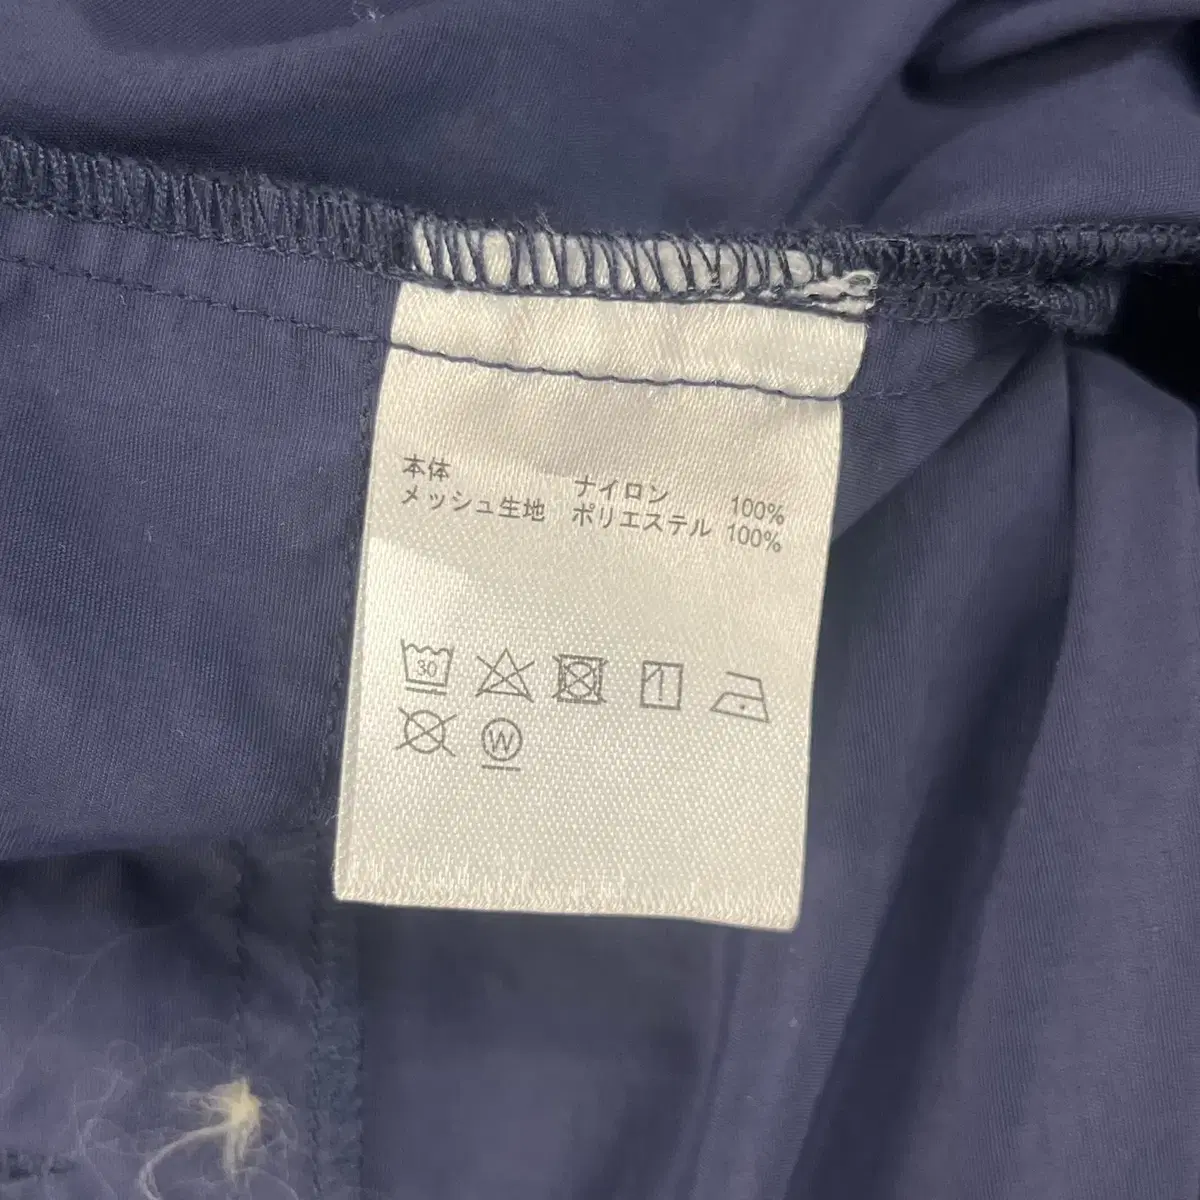 本体 ナイロン 100%
メッシュ生地 ポリエステル 100%
30
W